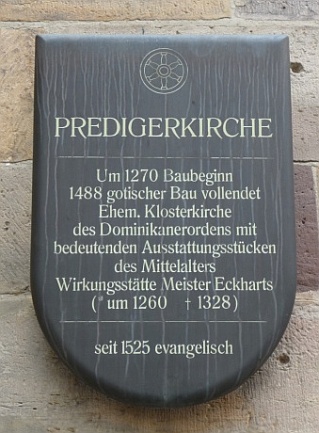 PREDIGERKIRCHE
Um 1270 Baubeginn
1488 gotischer Bau vollendet
Ehem. Klosterkirche
des Dominikanerordens mit
bedeutenden Ausstattungsstücken
des Mittelalters
Wirkungsstätte Meister Eckharts
( um 1260 † 1328 )
seit 1525 evangelisch